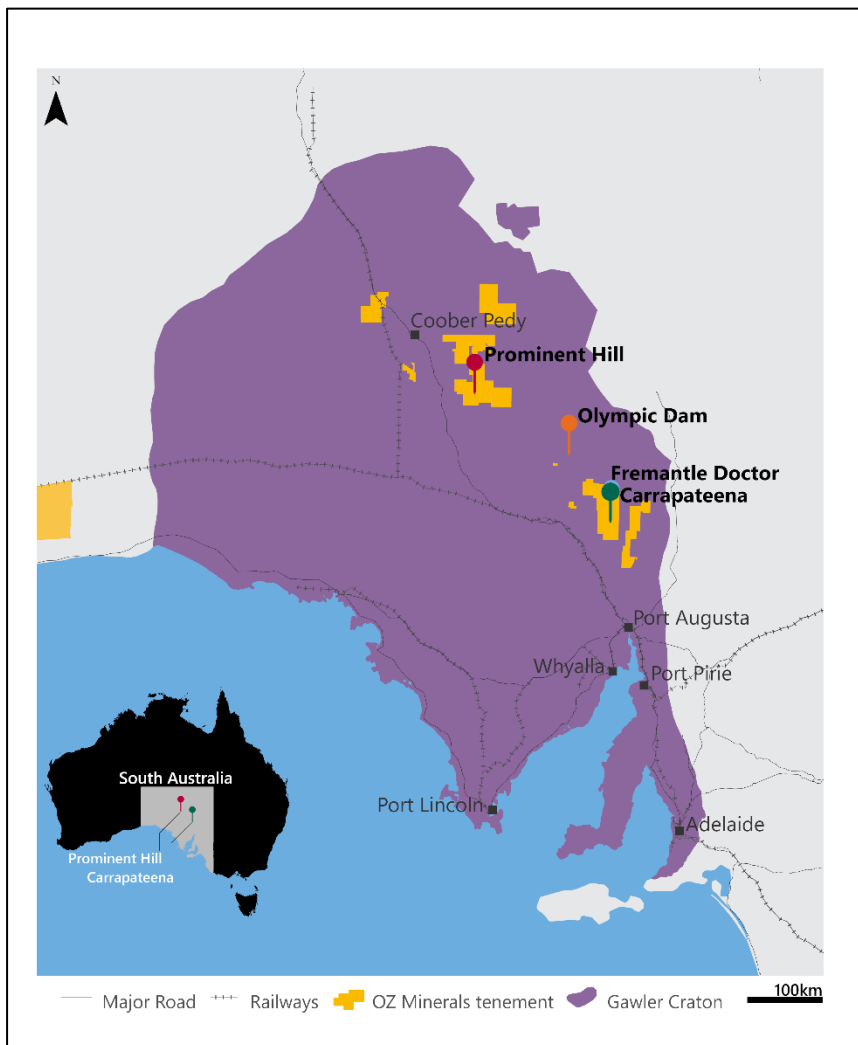 N
Coober Pedy
Prominent Hill
Olympic Dam
Fremantle Doctor
Carrapateena
Port Augusta
Whyalla
Port Pirie
South Australia
Port Lincoln
Adelaide
Prominent Hill
Carrapateena
Major Road
Railways
OZ Minerals tenement
Gawler Craton
100km